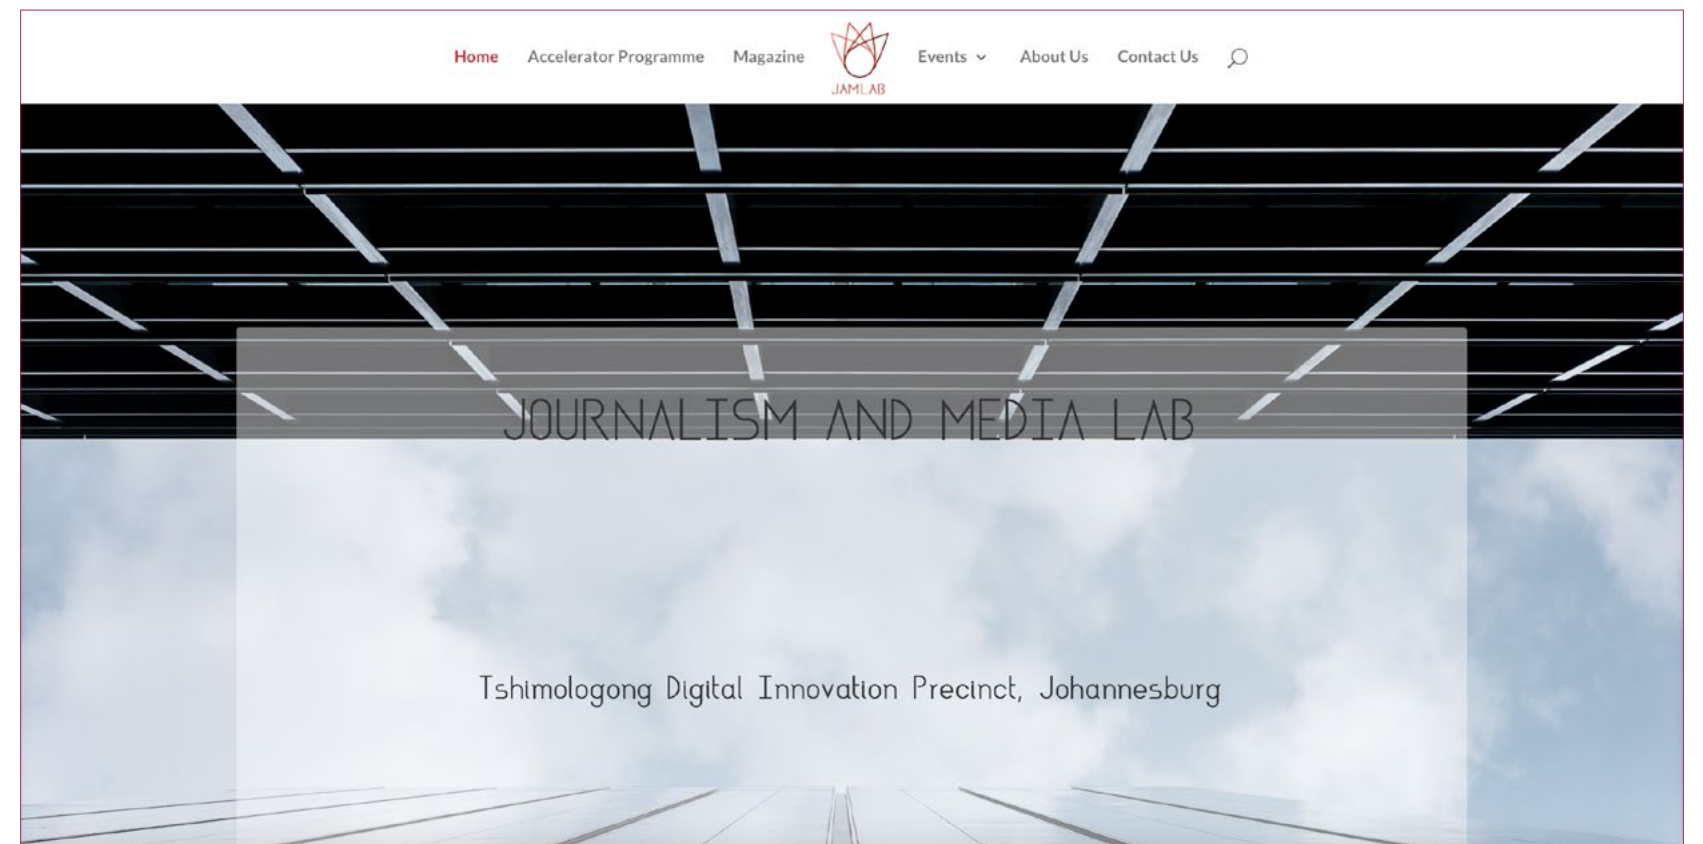 Home Accelerator Programme Magazine JAMLAB Events About Us Contact Us
JOURNALISM AND MEDIA LAB
Tshimologong Digital Innovation Precinct, Johannesburg